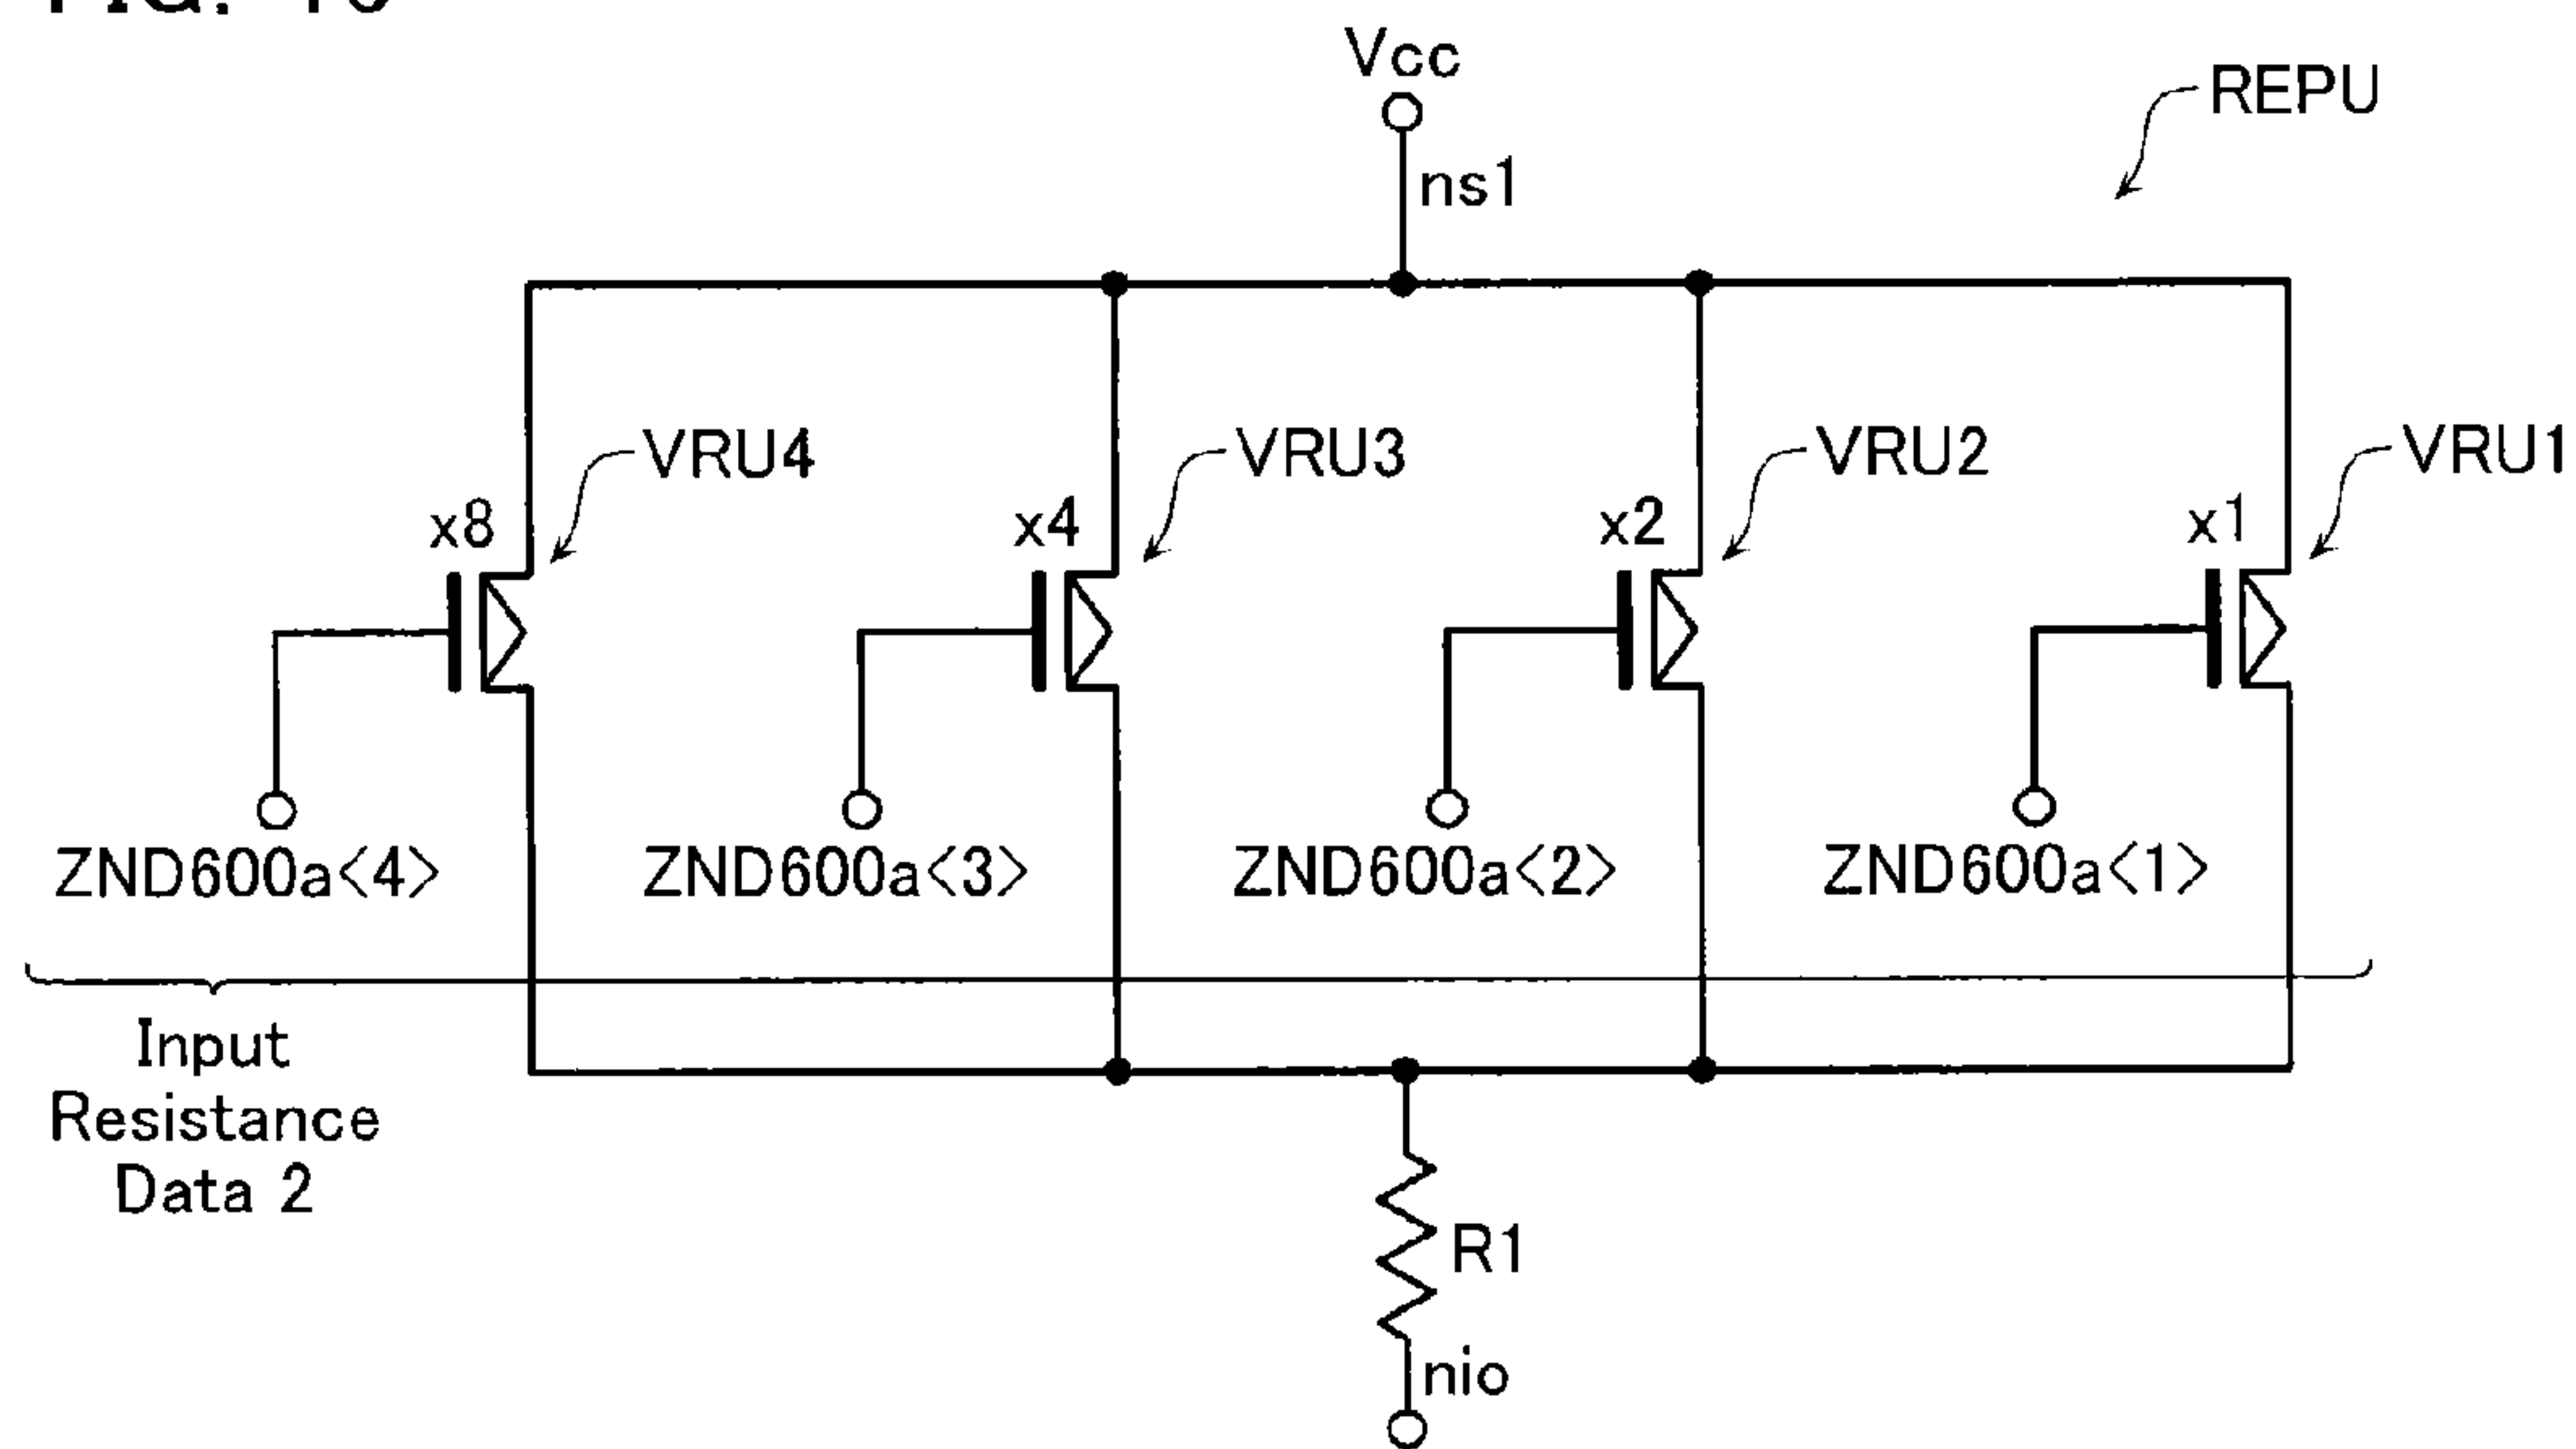 Vcc
REPU
ns1
VRU4
VRU3
VRU2
VRU1
x8
x4
x2
x1
ZND600a<4>
ZND600a<3>
ZND600a<2>
ZND600a<1>
Input
Resistance
Data 2
R1
nio